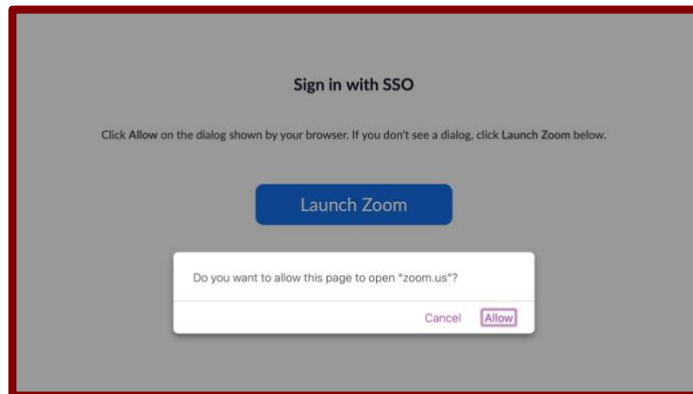 Sign in with SSO
Click Allow on the dialog shown by your browser. If you don't see a dialog, click Launch Zoom below.
Launch Zoom
Do you want to allow this page to open "zoom.us"?
Cancel Allow